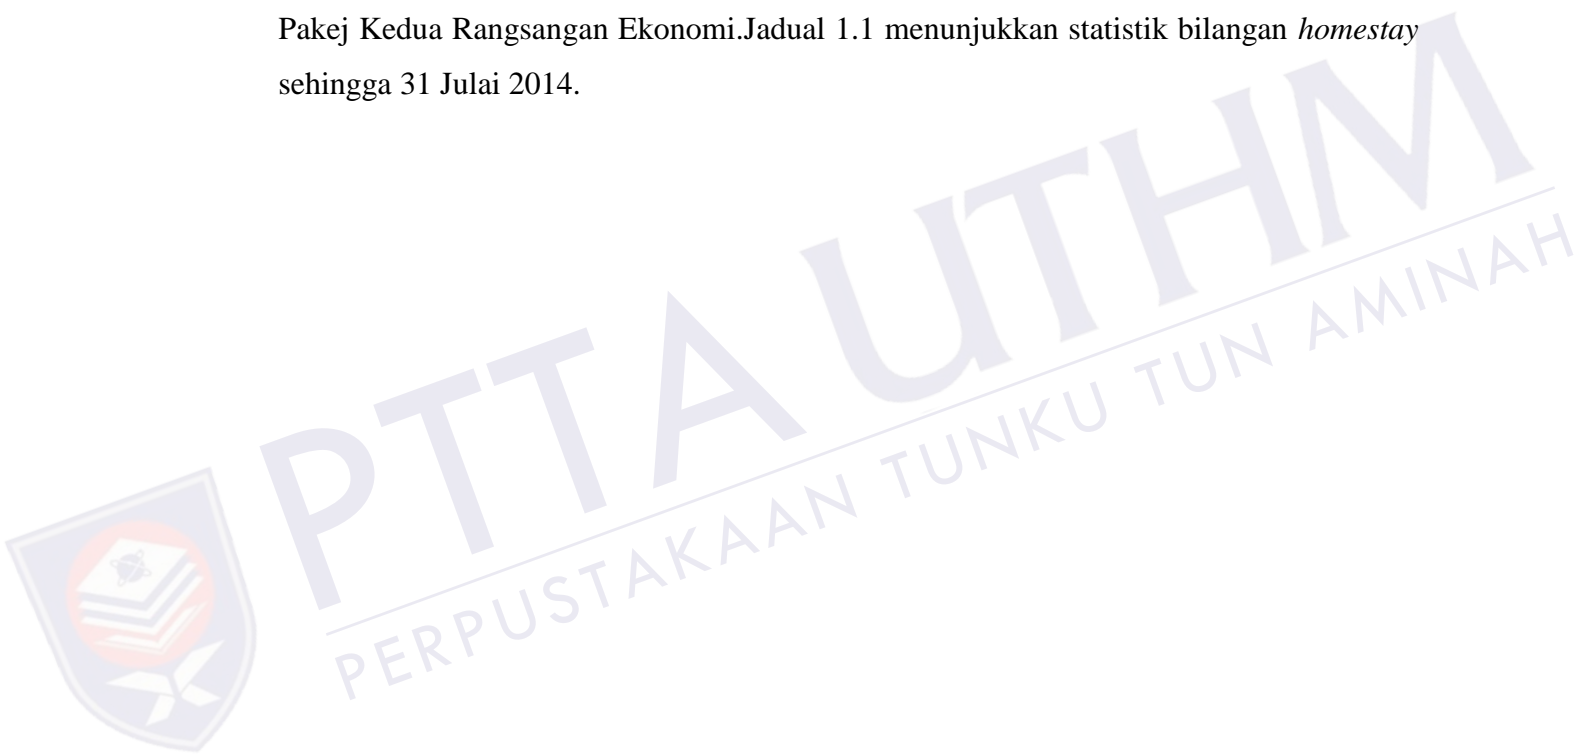 Pakej Kedua Rangsangan Ekonomi.Jadual 1.1 menunjukkan statistik bilangan homestay
sehingga 31 Julai 2014.
PTTA UTHM
PERPUSTAKAAN TUNKU TUN AMINAH